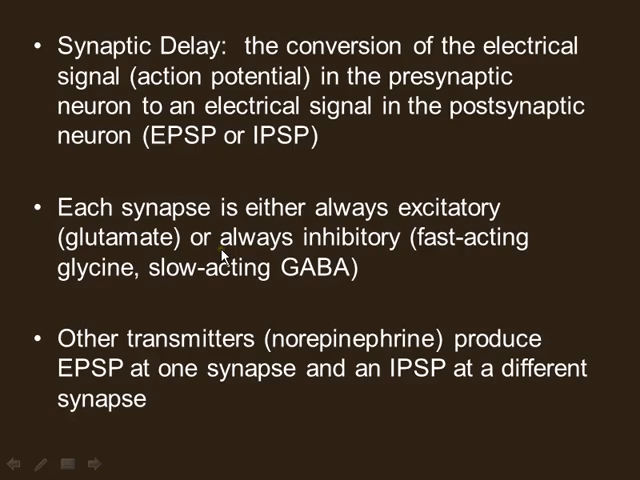 • Synaptic Delay: the conversion of the electrical
signal (action potential) in the presynaptic
neuron to an electrical signal in the postsynaptic
neuron (EPSP or IPSP)
• Each synapse is either always excitatory
(glutamate) or always inhibitory (fast-acting
glycine, slow-acting GABA)
• Other transmitters (norepinephrine) produce
EPSP at one synapse and an IPSP at a different
synapse